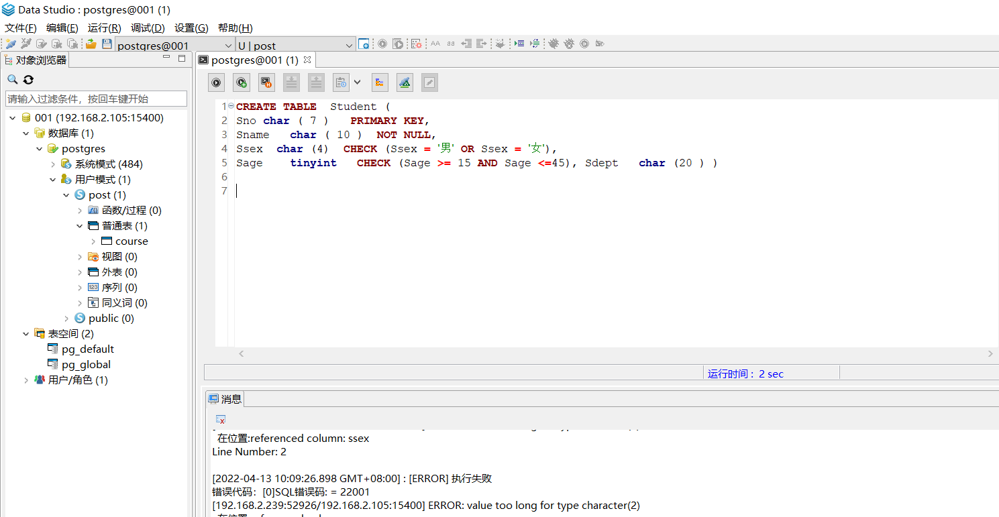 Data Studio : postgres@001 (1)
文件(F) 编辑(E) 运行(R) 调试(D) 设置(G) 帮助(H)
postgres@001 U | post
对象浏览器
postgres@001 (1)
请输入过滤条件，按回车键开始
001 (192.168.2.105:15400)
数据库 (1)
postgres
系统模式 (484)
用户模式 (1)
post (1)
函数/过程 (0)
普通表 (1)
course
视图 (0)
外表 (0)
序列 (0)
同义词 (0)
public (0)
表空间 (2)
pg_default
pg_global
用户/角色 (1)
1 CREATE TABLE Student (
2 Sno char ( 7 ) PRIMARY KEY,
3 Sname char ( 10 ) NOT NULL,
4 Ssex char (4) CHECK (Ssex = '男' OR Ssex = '女'),
5 Sage tinyint CHECK (Sage >= 15 AND Sage <=45), Sdept char (20 ) )
6
7
运行时间 : 2 sec
消息
在位置:referenced column: ssex
Line Number: 2
[2022-04-13 10:09:26.898 GMT+08:00] : [ERROR] 执行失败
错误代码：[0]SQL错误码: = 22001
[192.168.2.239:52926/192.168.2.105:15400] ERROR: value too long for type character(2)